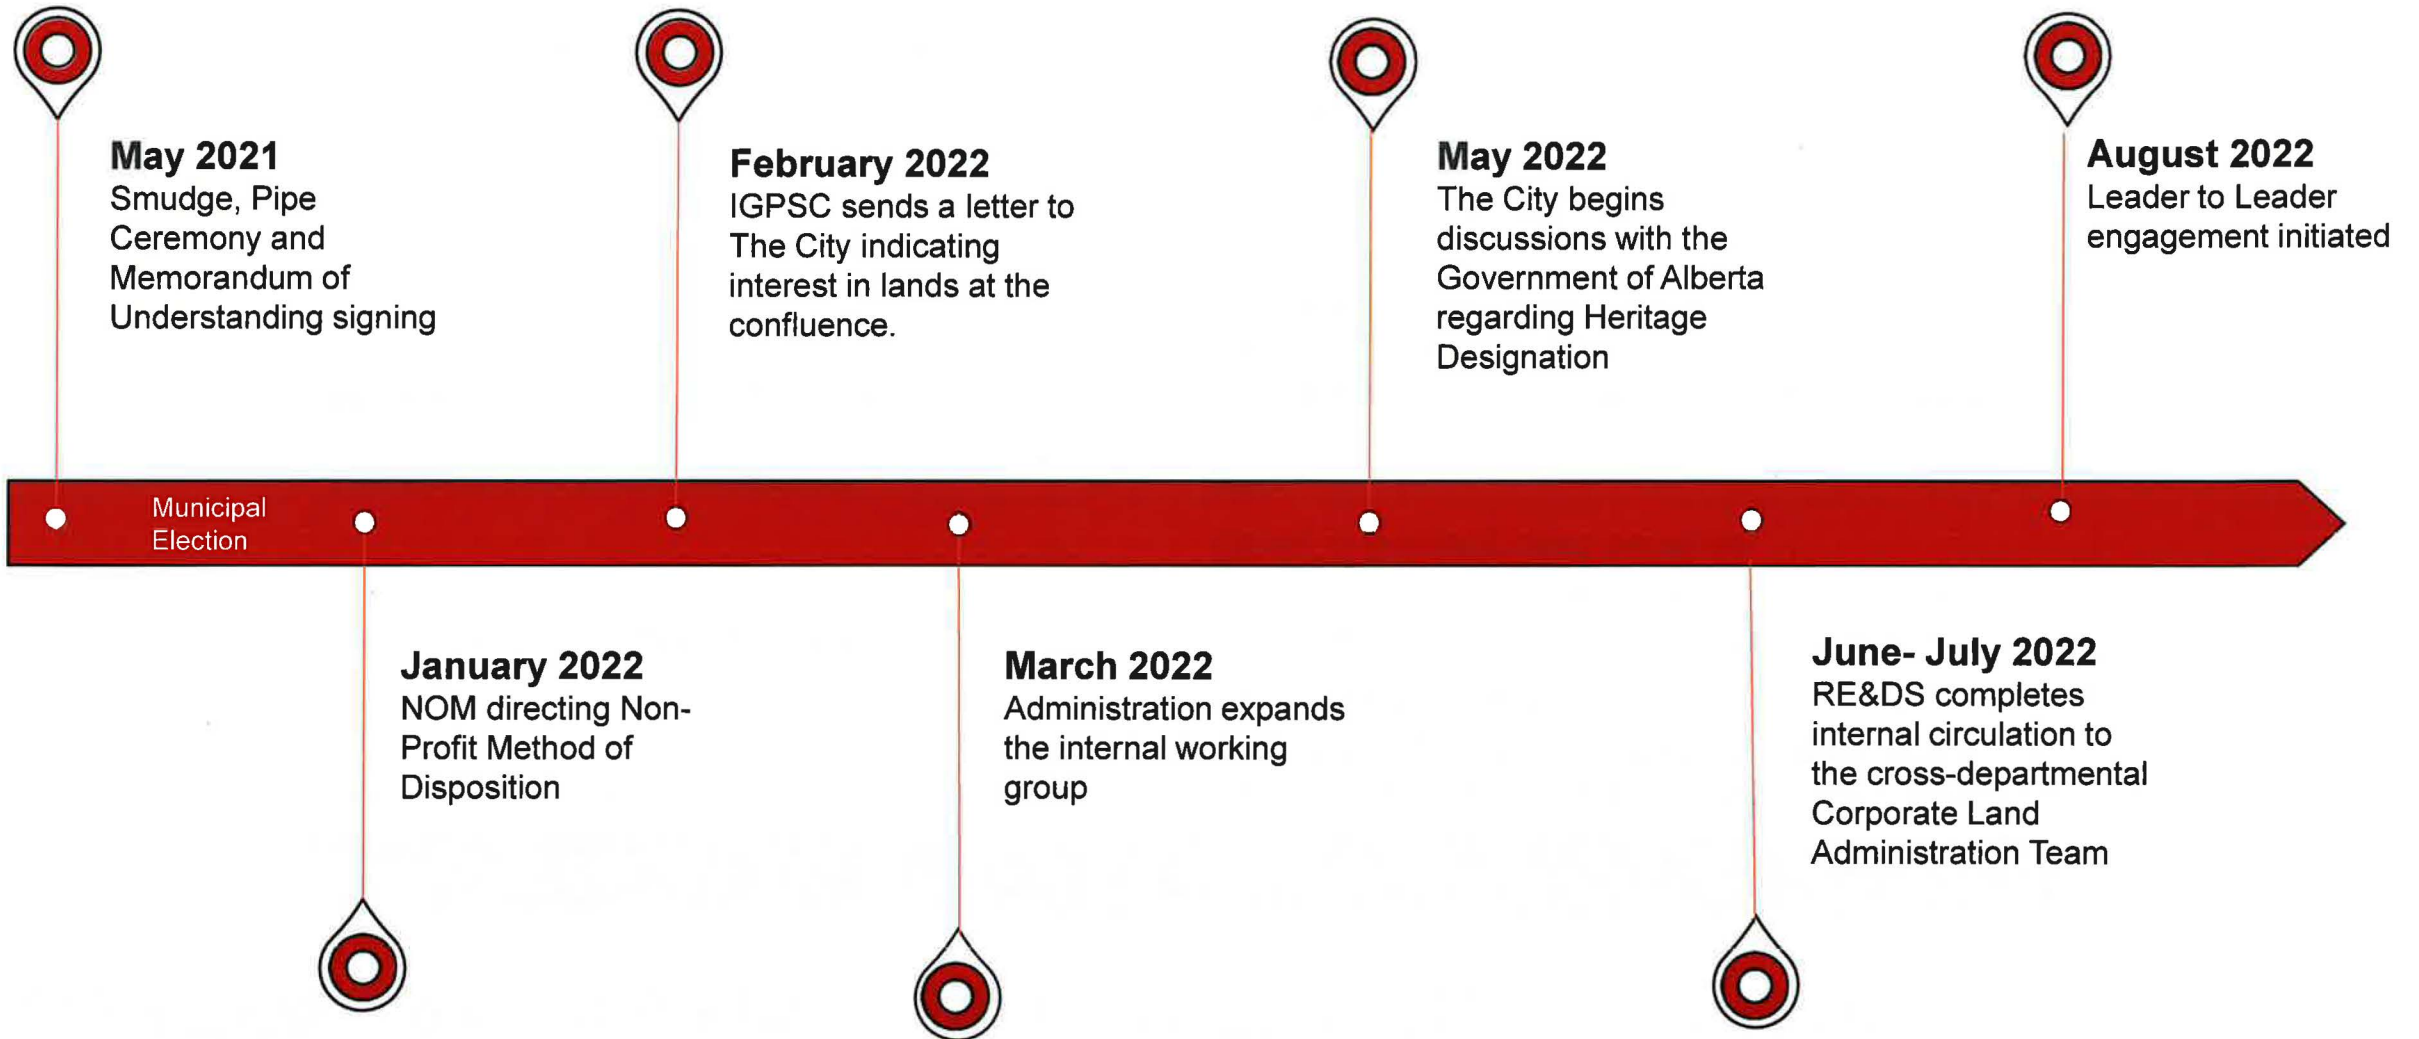 May 2021
Smudge, Pipe
Ceremony and
Memorandum of
Understanding signing
February 2022
IGPSC sends a letter to
The City indicating
interest in lands at the
confluence.
May 2022
The City begins
discussions with the
Government of Alberta
regarding Heritage
Designation
August 2022
Leader to Leader
engagement initiated
Municipal
Election
January 2022
NOM directing Non-
Profit Method of
Disposition
March 2022
Administration expands
the internal working
group
June- July 2022
RE&DS completes
internal circulation to
the cross-departmental
Corporate Land
Administration Team